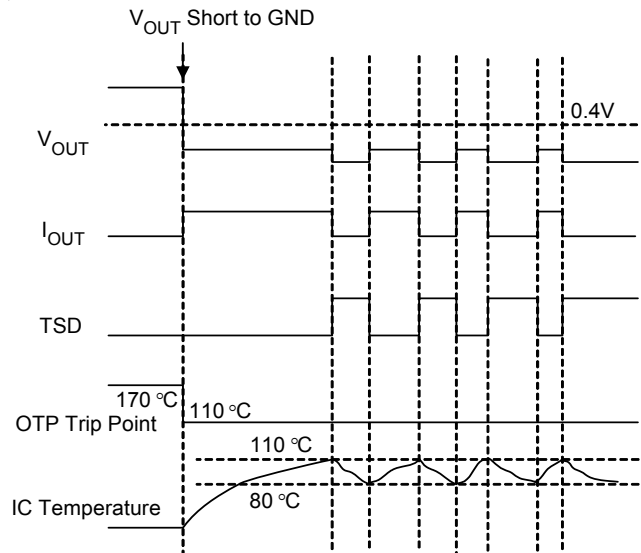 VOUT Short to GND
0.4V
VOUT
IOUT
TSD
170 °C
110 °C
OTP Trip Point
110 °C
80 °C
IC Temperature